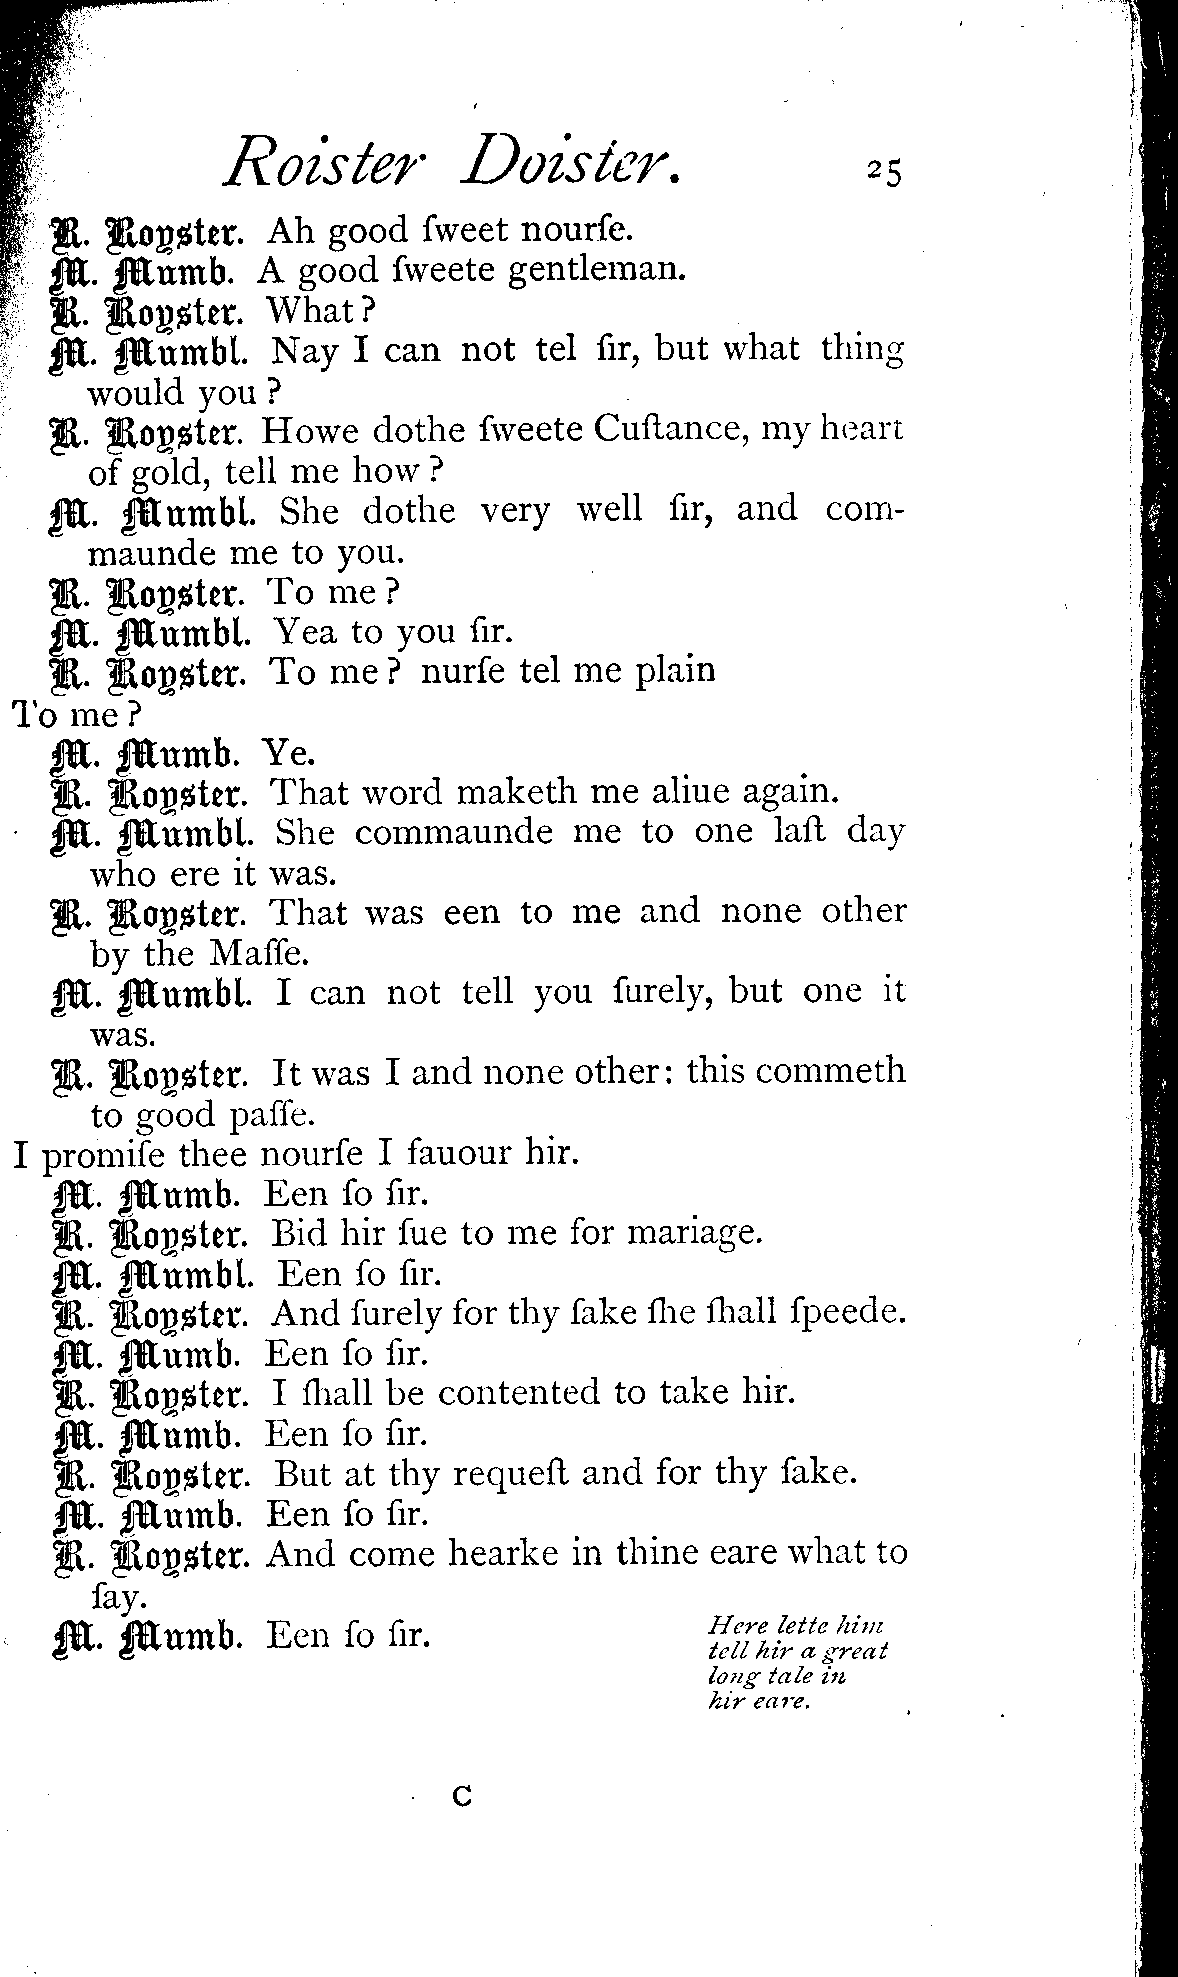 Roister Doister. 25
R. Royster. Ah good ſweet nourſe.
M. Mumb. A good ſweete gentleman.
R. Royster. What?
M. Mumbl. Nay I can not tel ſir, but what thing
would you?
R. Royster. Howe dothe ſweete Cuſtance, my heart
of gold, tell me how?
M. Mumbl. She dothe very well ſir, and com-
maunde me to you.
R. Royster. To me?
M. Mumbl. Yea to you ſir.
R. Royster. To me? nurſe tel me plain
To me?
M. Mumb. Ye.
R. Royster. That word maketh me aliue again.
M. Mumbl. She commaunde me to one laſt day
who ere it was.
R. Royster. That was een to me and none other
by the Maſſe.
M. Mumbl. I can not tell you ſurely, but one it
was.
R. Royster. It was I and none other: this commeth
to good paſſe.
I promiſe thee nourſe I fauour hir.
M. Mumb. Een ſo ſir.
R. Royster. Bid hir ſue to me for mariage.
M. Mumbl. Een ſo ſir.
R. Royster. And ſurely for thy ſake ſhe ſhall ſpeede.
M. Mumb. Een ſo ſir.
R. Royster. I ſhall be contented to take hir.
M. Mumb. Een ſo ſir.
R. Royster. But at thy requeſt and for thy ſake.
M. Mumb. Een ſo ſir.
R. Royster. And come hearke in thine eare what to
ſay.
M. Mumb. Een ſo ſir.
Here lette him
tell hir a great
long tale in
hir eare.
C